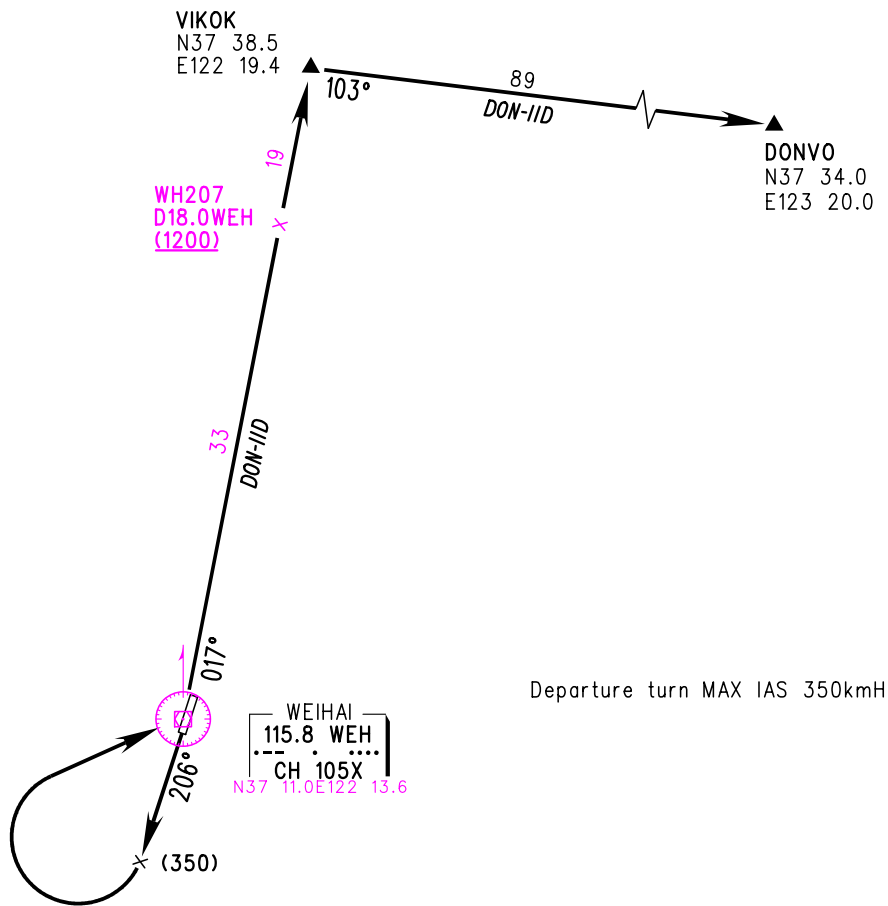 VIKOK
N37 38.5
E122 19.4
103°
89
DON-11D
DONVO
N37 34.0
E123 20.0
19
WH207
D18.0WEH
(1200)
33
DON-11D
017°
Departure turn MAX IAS 350kmH
WEIHAI
115.8 WEH
CH 105X
N37 11.0E122 13.6
206°
(350)